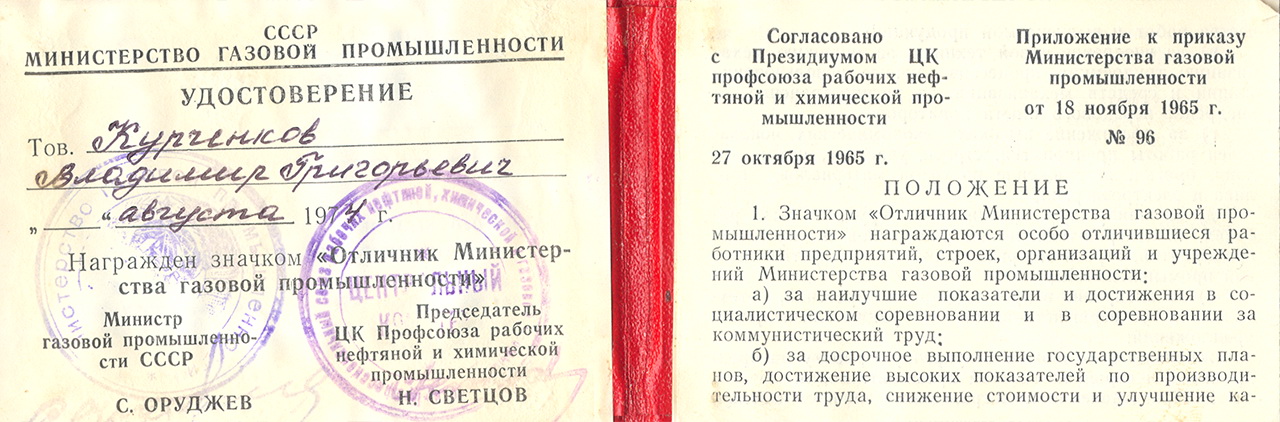 СССР
МИНИСТЕРСТВО ГАЗОВОЙ ПРОМЫШЛЕННОСТИ
УДОСТОВЕРЕНИЕ
Тов. Курченков
Владимир Григорьевич
„ “ августа 1974 г.
Награжден значком «Отличник Министер-
ства газовой промышленности»
Министр
газовой промышленно-
сти СССР
С. ОРУДЖЕВ
Председатель
ЦК Профсоюза рабочих
нефтяной и химической
промышленности
Н. СВЕТЦОВ
Согласовано
с Президиумом ЦК
профсоюза рабочих неф-
тяной и химической про-
мышленности
27 октября 1965 г.
Приложение к приказу
Министерства газовой
промышленности
от 18 ноября 1965 г.
№ 96
ПОЛОЖЕНИЕ
1. Значком «Отличник Министерства газовой про-
мышленности» награждаются особо отличившиеся ра-
ботники предприятий, строек, организаций и учрежде-
ний Министерства газовой промышленности:
а) за наилучшие показатели и достижения в со-
циалистическом соревновании и в соревновании за
коммунистический труд;
б) за досрочное выполнение государственных пла-
нов, достижение высоких показателей по производи-
тельности труда, снижение стоимости и улучшение ка-